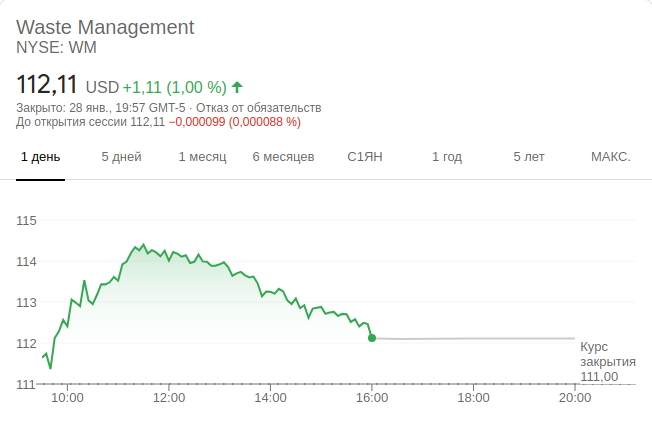 Waste Management
NYSE: WM
112,11 USD +1,11 (1,00 %)
Закрыто: 28 янв., 19:57 GMT-5 · Отказ от обязательств
До открытия сессии 112,11 −0,000099 (0,000088 %)
1 день 5 дней 1 месяц 6 месяцев С1ЯН 1 год 5 лет МАКС.
115
114
113
112
111
Курс
закрытия
111,00
10:00 12:00 14:00 16:00 18:00 20:00